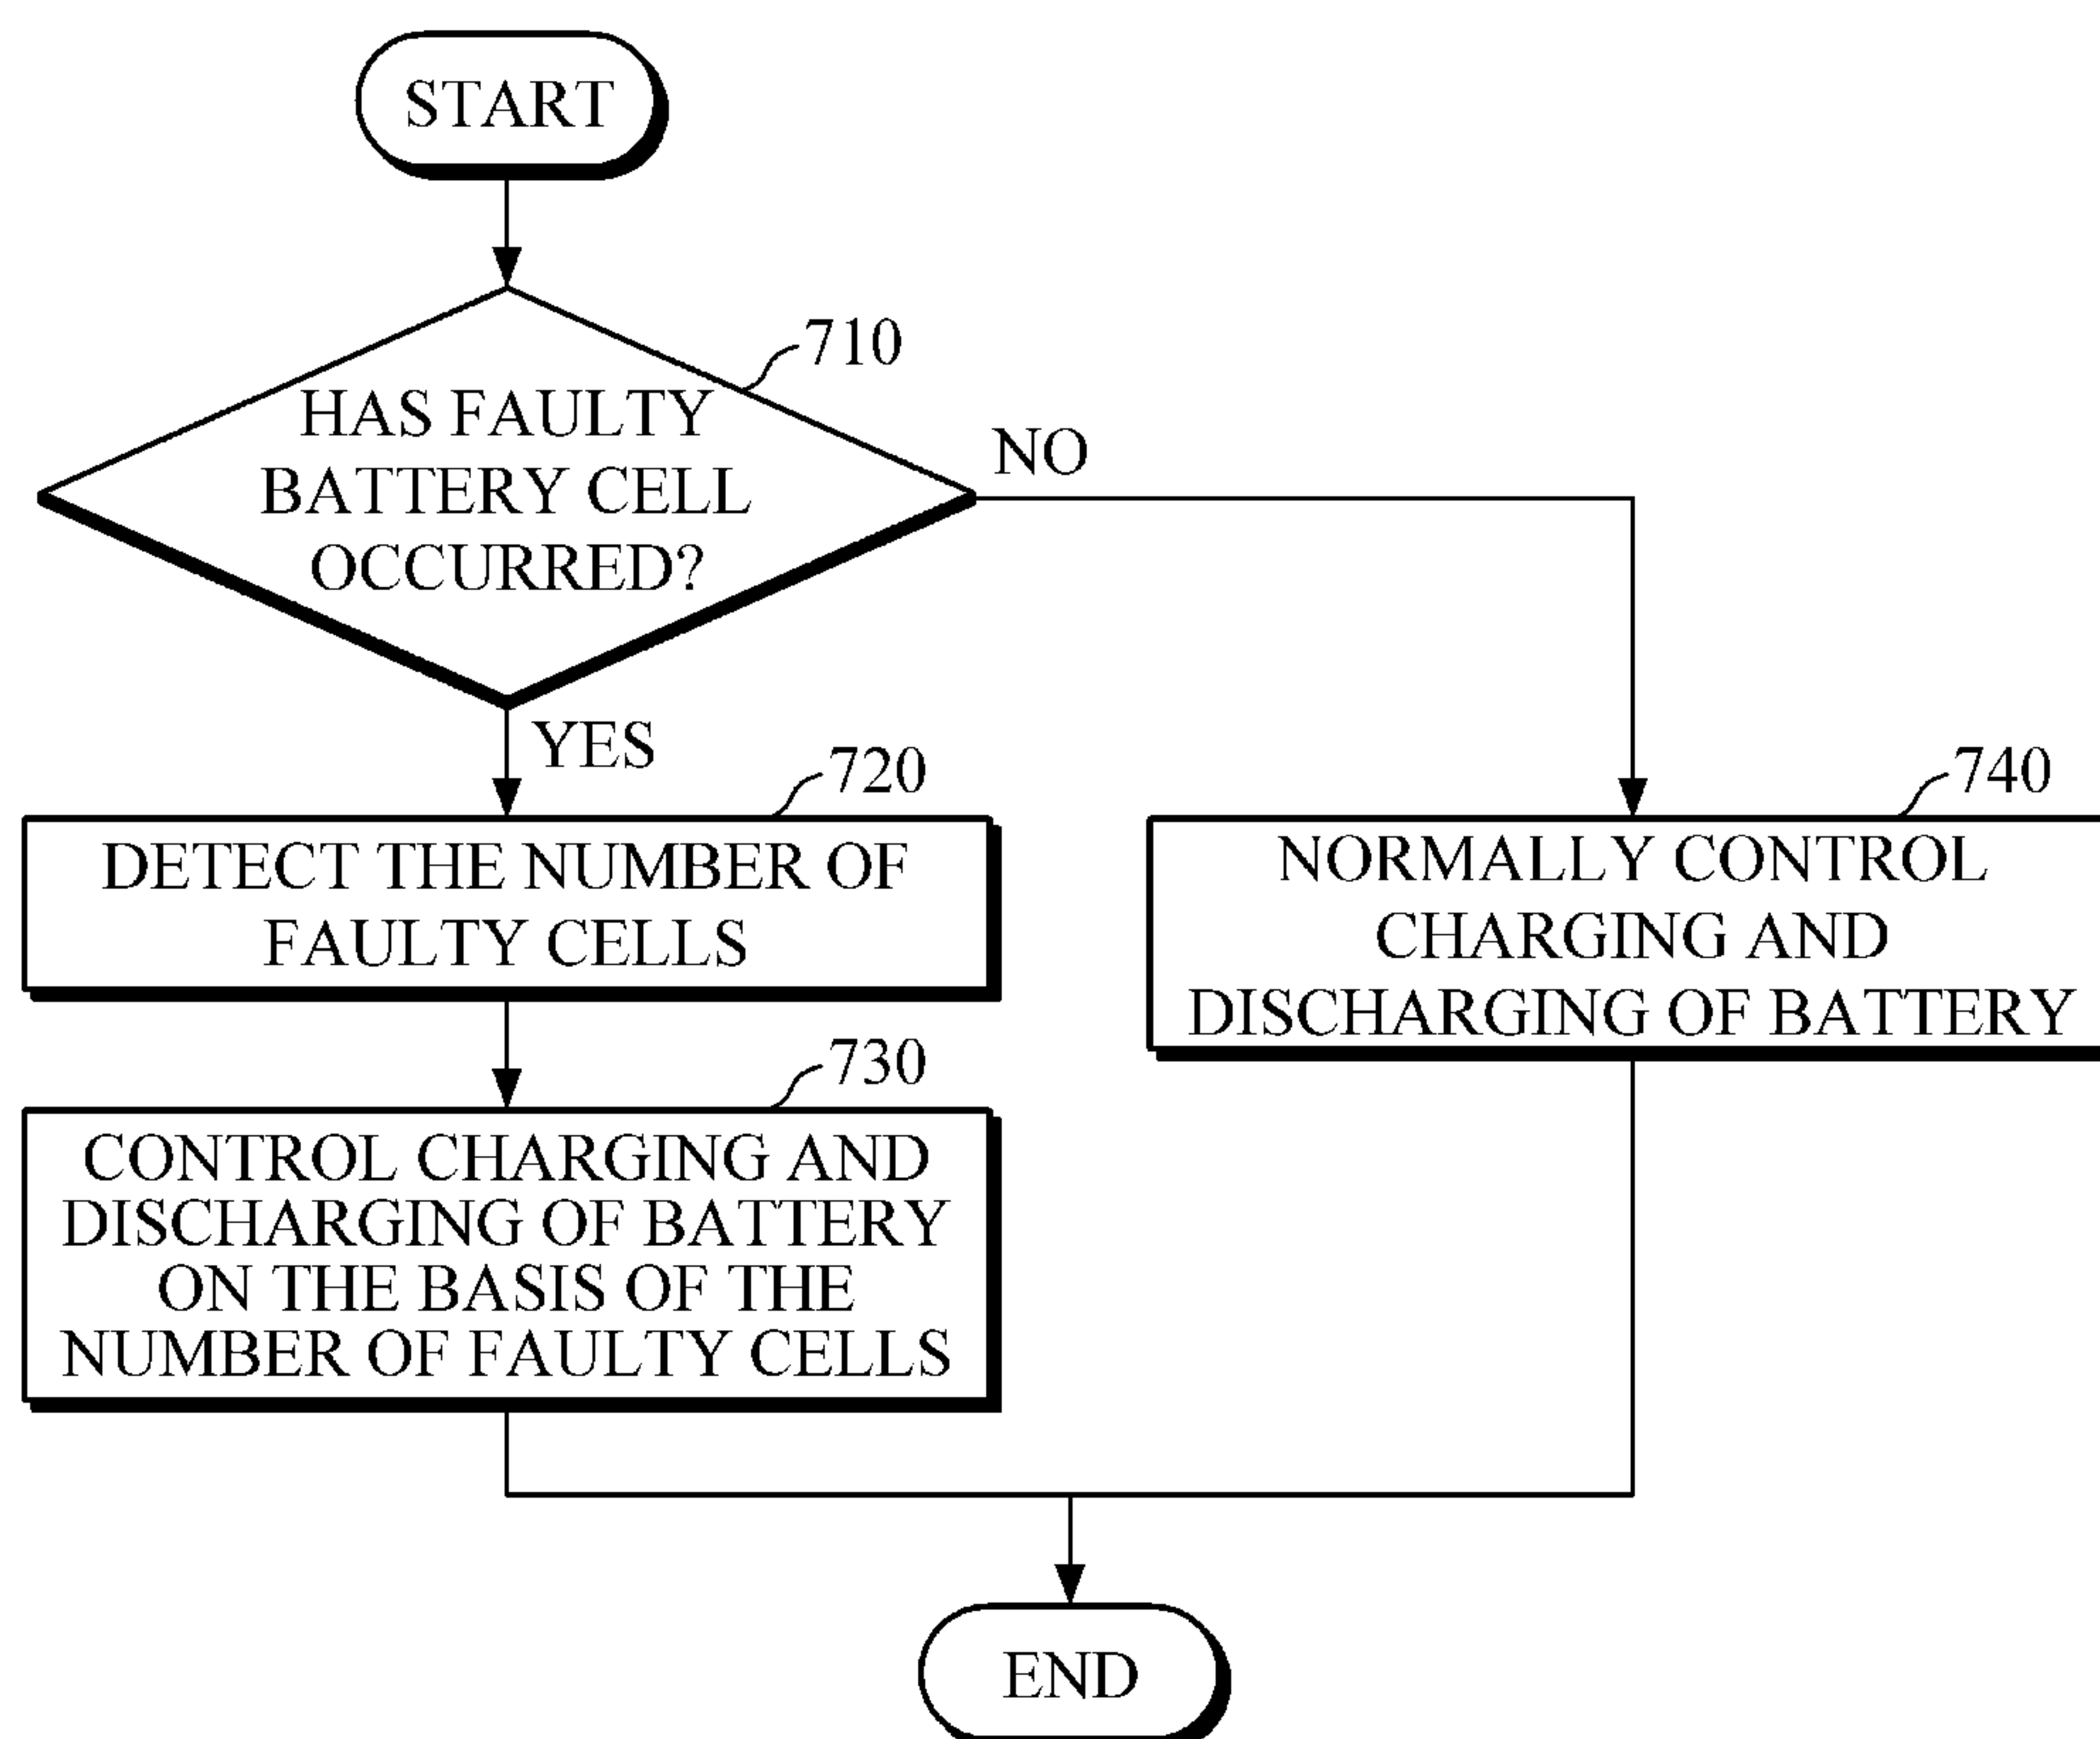 START
710
HAS FAULTY
BATTERY CELL
OCCURRED?
NO
YES
720
DETECT THE NUMBER OF
FAULTY CELLS
740
NORMALLY CONTROL
CHARGING AND
DISCHARGING OF BATTERY
730
CONTROL CHARGING AND
DISCHARGING OF BATTERY
ON THE BASIS OF THE
NUMBER OF FAULTY CELLS
END